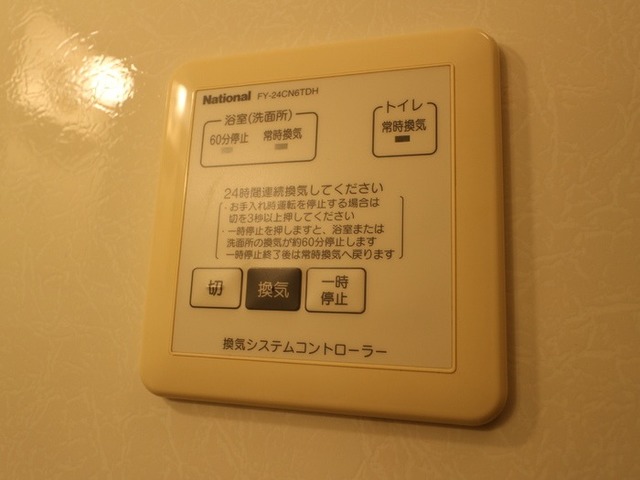 National FY-24CN6TDH
浴室(洗面所)
60分停止 常時換気
トイレ
常時換気
24時間連続換気してください
・お手入れ時運転を停止する場合は
切を3秒以上押してください
・一時停止を押しますと、浴室または
洗面所の換気が約60分停止します
一時停止終了後は常時換気へ戻ります
切 換気 一時
停止
換気システムコントローラー